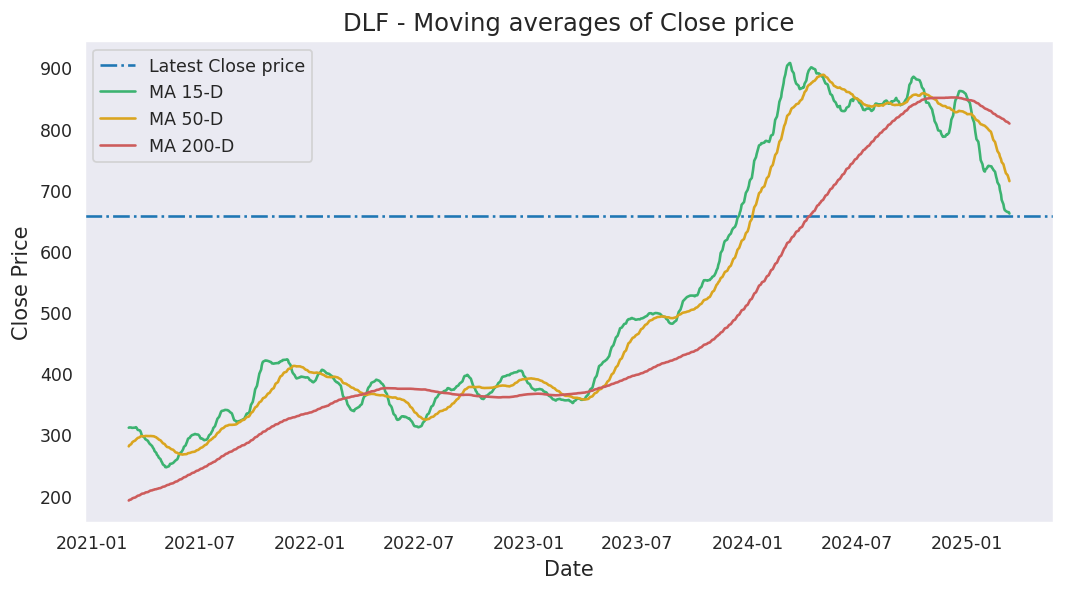 DLF - Moving averages of Close price
Latest Close price
MA 15-D
MA 50-D
MA 200-D
Close Price
900
800
700
600
500
400
300
200
2021-01 2021-07 2022-01 2022-07 2023-01 2023-07 2024-01 2024-07 2025-01
Date